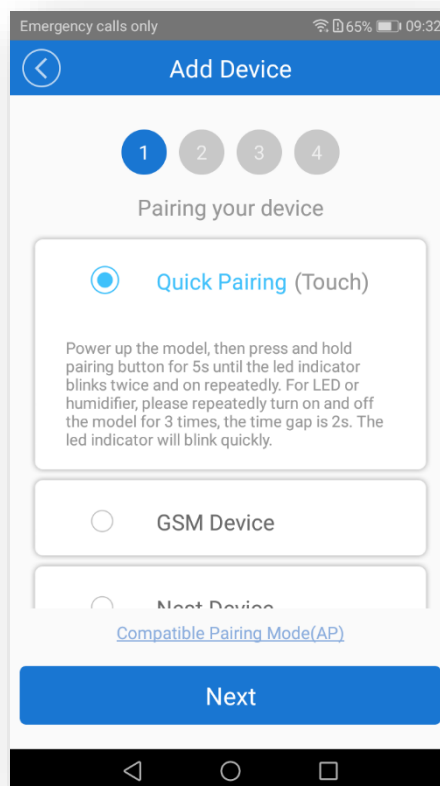 Emergency calls only 65% 09:32
Add Device
1 2 3 4
Pairing your device
Quick Pairing (Touch)
Power up the model, then press and hold
pairing button for 5s until the led indicator
blinks twice and on repeatedly. For LED or
humidifier, please repeatedly turn on and off
the model for 3 times, the time gap is 2s. The
led indicator will blink quickly.
GSM Device
Nest Device
Compatible Pairing Mode(AP)
Next